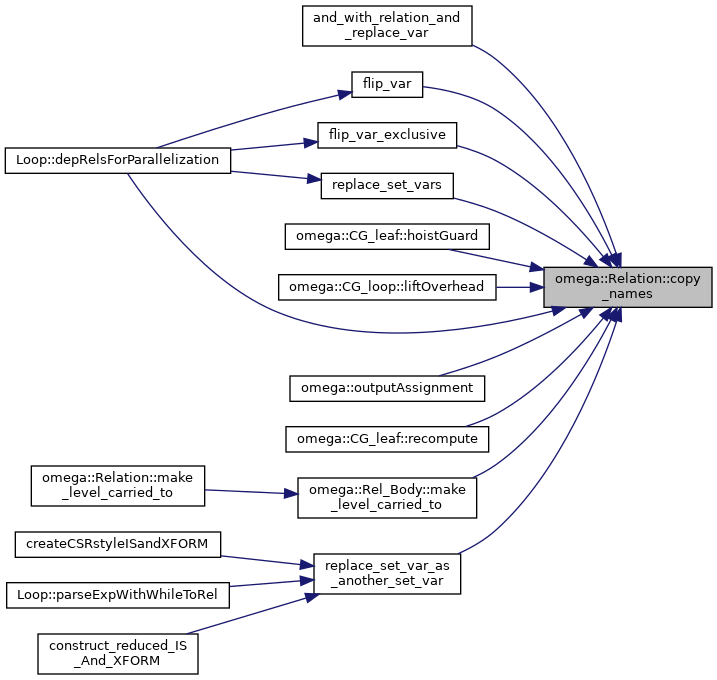 and_with_relation_and
_replace_var
flip_var
flip_var_exclusive
Loop::depRelsForParallelization
replace_set_vars
omega::CG_leaf::hoistGuard
omega::Relation::copy
_names
omega::CG_loop::liftOverhead
omega::outputAssignment
omega::CG_leaf::recompute
omega::Relation::make
_level_carried_to
omega::Rel_Body::make
_level_carried_to
createCSRstyleISandXFORM
replace_set_var_as
_another_set_var
Loop::parseExpWithWhileToRel
construct_reduced_IS
_And_XFORM